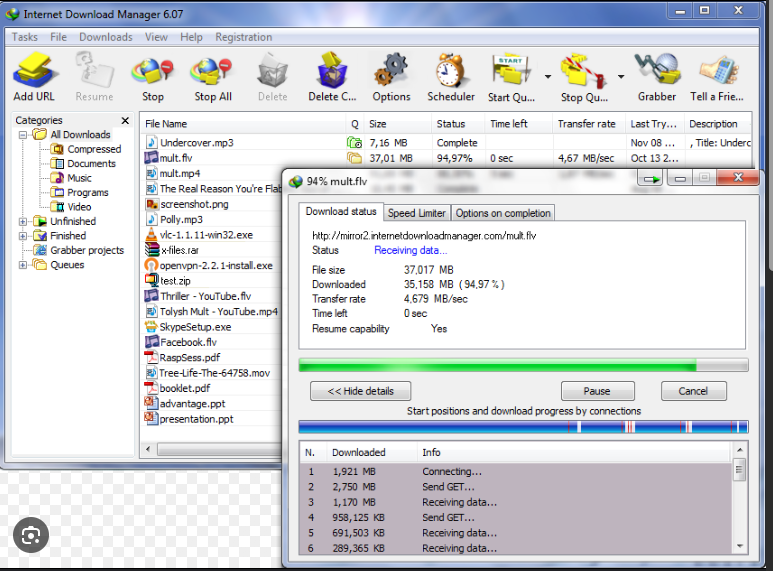 Internet Download Manager 6.07
Tasks File Downloads View Help Registration
Add URL Resume Stop Stop All Delete Delete C... Options Scheduler Start Qu... Stop Qu... Grabber Tell a Frie...
Categories
All Downloads
Compressed
Documents
Music
Programs
Video
Unfinished
Finished
Grabber projects
Queues
File Name Q Size Status Time left Transfer rate Last Try... Description
Undercover.mp3 7,16 MB Complete Nov 08 ... , Title: Underc
mult.flv 37,01 MB 94,97% 0 sec 4,67 MB/sec Oct 13 2...
mult.mp4
The Real Reason You're Flab
screenshot.png
Polly.mp3
vlc-1.1.11-win32.exe
x-files.rar
openvpn-2.2.1-install.exe
test.zip
Thriller - YouTube.flv
Tolysh Mult - YouTube.mp4
SkypeSetup.exe
Facebook.flv
RaspSess.pdf
Tree-Life-The-64758.mov
booklet.pdf
advantage.ppt
presentation.ppt
94% mult.flv
Download status Speed Limiter Options on completion
http://mirror2.internetdownloadmanager.com/mult.flv
Status Receiving data...
File size 37,017 MB
Downloaded 35,158 MB ( 94,97 % )
Transfer rate 4,679 MB/sec
Time left 0 sec
Resume capability Yes
<< Hide details Pause Cancel
Start positions and download progress by connections
N. Downloaded Info
1 1,921 MB Connecting...
2 2,750 MB Send GET...
3 1,170 MB Receiving data...
4 958,125 KB Send GET...
5 691,503 KB Receiving data...
6 289,365 KB Receiving data...